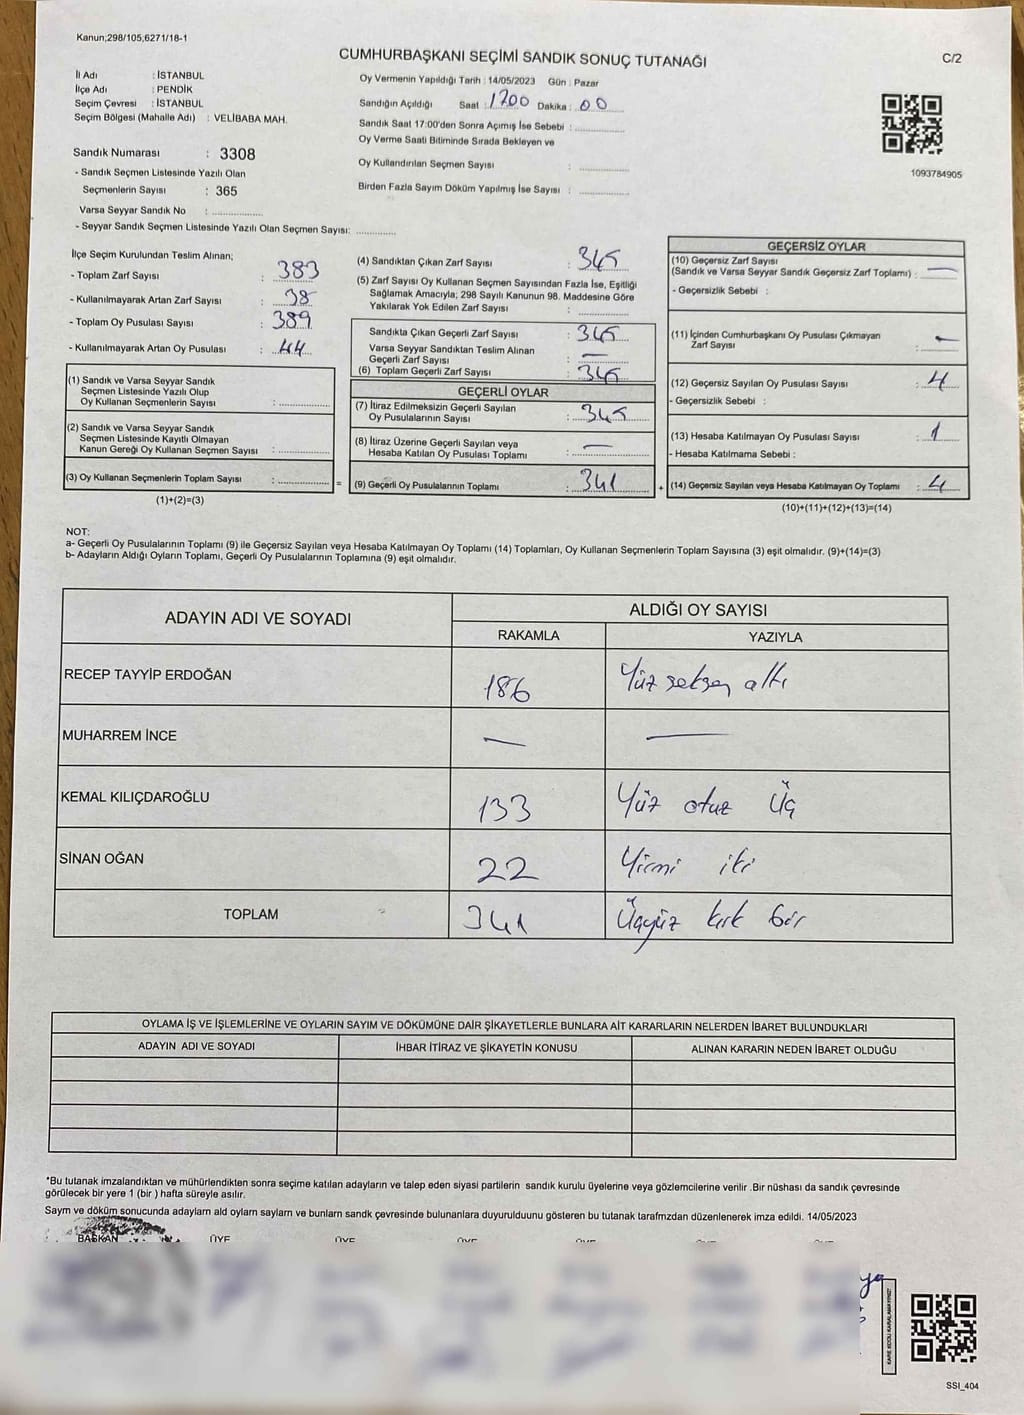 Kanun;298/105,6271/18-1
CUMHURBAŞKANI SEÇİMİ SANDIK SONUÇ TUTANAĞI
C/2
İl Adı : İSTANBUL
İlçe Adı : PENDİK
Seçim Çevresi : İSTANBUL
Seçim Bölgesi (Mahalle Adı) : VELİBABA MAH.
Sandık Numarası : 3308
- Sandık Seçmen Listesinde Yazılı Olan
Seçmenlerin Sayısı : 365
Varsa Seyyar Sandık No :
- Seyyar Sandık Seçmen Listesinde Yazılı Olan Seçmen Sayısı:
Oy Vermenin Yapıldığı Tarih : 14/05/2023 Gün : Pazar
Sandığın Açıldığı Saat : 1700 Dakika : 00
Sandık Saat 17:00'den Sonra Açımış İse Sebebi :
Oy Verme Saati Bitiminde Sırada Bekleyen ve
Oy Kullandırılan Seçmen Sayısı :
Birden Fazla Sayım Döküm Yapılmış İse Sayısı :
1093784905
İlçe Seçim Kurulundan Teslim Alınan;
- Toplam Zarf Sayısı : 383
- Kullanılmayarak Artan Zarf Sayısı : 38
- Toplam Oy Pusulası Sayısı : 389
- Kullanılmayarak Artan Oy Pusulası : 44
(1) Sandık ve Varsa Seyyar Sandık
Seçmen Listesinde Yazılı Olup
Oy Kullanan Seçmenlerin Sayısı :
(2) Sandık ve Varsa Seyyar Sandık
Seçmen Listesinde Kayıtlı Olmayan
Kanun Gereği Oy Kullanan Seçmen Sayısı :
(3) Oy Kullanan Seçmenlerin Toplam Sayısı : =
(1)+(2)=(3)
(4) Sandıktan Çıkan Zarf Sayısı : 345
(5) Zarf Sayısı Oy Kullanan Seçmen Sayısından Fazla İse, Eşitliği
Sağlamak Amacıyla; 298 Sayılı Kanunun 98. Maddesine Göre
Yakılarak Yok Edilen Zarf Sayısı :
Sandıkta Çıkan Geçerli Zarf Sayısı : 345
Varsa Seyyar Sandıktan Teslim Alınan
Geçerli Zarf Sayısı : —
(6) Toplam Geçerli Zarf Sayısı : 345
GEÇERLİ OYLAR
(7) İtiraz Edilmeksizin Geçerli Sayılan
Oy Pusulalarının Sayısı : 345
(8) İtiraz Üzerine Geçerli Sayılan veya
Hesaba Katılan Oy Pusulası Toplamı : —
(9) Geçerli Oy Pusulalarının Toplamı : 341 +
GEÇERSİZ OYLAR
(10) Geçersiz Zarf Sayısı
(Sandık ve Varsa Seyyar Sandık Geçersiz Zarf Toplamı) : —
- Geçersizlik Sebebi :
(11) İçinden Cumhurbaşkanı Oy Pusulası Çıkmayan
Zarf Sayısı : —
(12) Geçersiz Sayılan Oy Pusulası Sayısı : 4
- Geçersizlik Sebebi :
(13) Hesaba Katılmayan Oy Pusulası Sayısı : 1
- Hesaba Katılmama Sebebi :
(14) Geçersiz Sayılan veya Hesaba Katılmayan Oy Toplamı : 4
(10)+(11)+(12)+(13)=(14)
NOT:
a- Geçerli Oy Pusulalarının Toplamı (9) ile Geçersiz Sayılan veya Hesaba Katılmayan Oy Toplamı (14) Toplamları, Oy Kullanan Seçmenlerin Toplam Sayısına (3) eşit olmalıdır. (9)+(14)=(3)
b- Adayların Aldığı Oyların Toplamı, Geçerli Oy Pusulalarının Toplamına (9) eşit olmalıdır.
ADAYIN ADI VE SOYADI ALDIĞI OY SAYISI
RAKAMLA YAZIYLA
RECEP TAYYİP ERDOĞAN 186 Yüz seksen altı
MUHARREM İNCE — —
KEMAL KILIÇDAROĞLU 133 Yüz otuz Üç
SİNAN OĞAN 22 Yirmi iki
TOPLAM 341 Üçyüz kırk bir
OYLAMA İŞ VE İŞLEMLERİNE VE OYLARIN SAYIM VE DÖKÜMÜNE DAİR ŞİKAYETLERLE BUNLARA AİT KARARLARIN NELERDEN İBARET BULUNDUKLARI
ADAYIN ADI VE SOYADI İHBAR İTİRAZ VE ŞİKAYETİN KONUSU ALINAN KARARIN NEDEN İBARET OLDUĞU
*Bu tutanak imzalandıktan ve mühürlendikten sonra seçime katılan adayların ve talep eden siyasi partilerin sandık kurulu üyelerine veya gözlemcilerine verilir .Bir nüshası da sandık çevresinde
görülecek bir yere 1 (bir ) hafta süreyle asılır.
Saym ve döküm sonucunda adaylarn ald oylarn saylarn ve bunlarn sandk çevresinde bulunanlara duyurulduunu gösteren bu tutanak tarafmzdan düzenlenerek imza edildi. 14/05/2023
BAŞKAN ÜYE ÜYE ÜYE ÜYE
KARE KODU KARALAMAYINIZ!
SSI_404